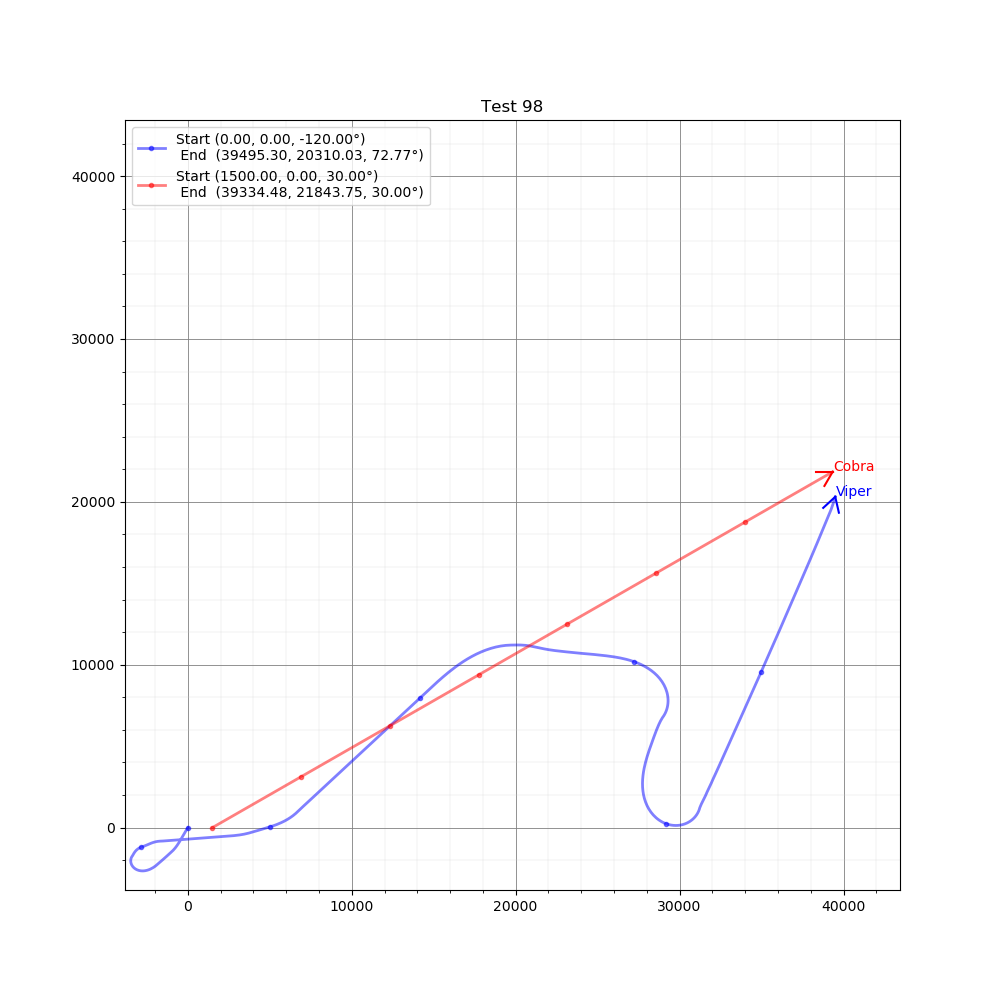 Test 98
Start (0.00, 0.00, -120.00°)
End (39495.30, 20310.03, 72.77°)
Start (1500.00, 0.00, 30.00°)
End (39334.48, 21843.75, 30.00°)
40000
30000
20000
10000
0
Cobra
Viper
0
10000
20000
30000
40000